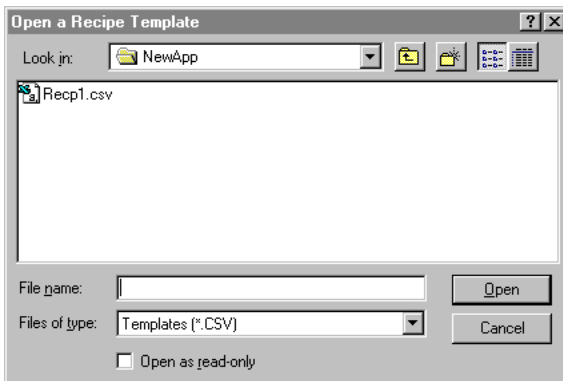 Open a Recipe Template
Look in: NewApp
Recp1.csv
File name:
Open
Files of type: Templates (*.CSV)
Cancel
Open as read-only